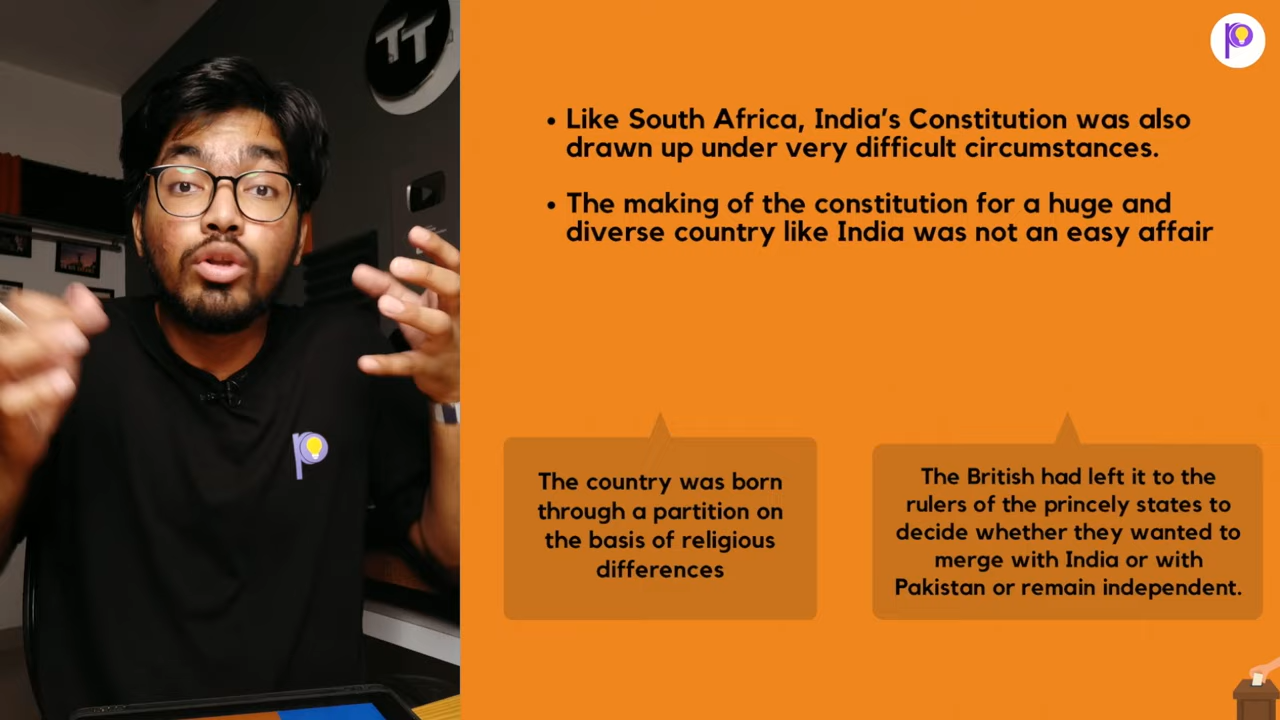 TT
p
• Like South Africa, India’s Constitution was also
drawn up under very difficult circumstances.
• The making of the constitution for a huge and
diverse country like India was not an easy affair
The country was born
through a partition on
the basis of religious
differences
The British had left it to the
rulers of the princely states to
decide whether they wanted to
merge with India or with
Pakistan or remain independent.
p